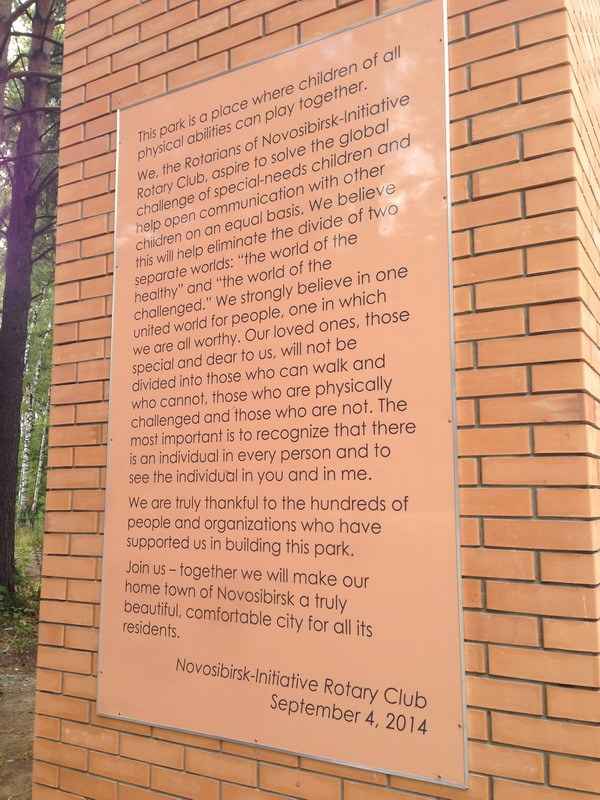 This park is a place where children of all
physical abilities can play together.
We, the Rotarians of Novosibirsk-Initiative
Rotary Club, aspire to solve the global
challenge of special-needs children and
help open communication with other
children on an equal basis. We believe
this will help eliminate the divide of two
separate worlds: “the world of the
healthy” and “the world of the
challenged.” We strongly believe in one
united world for people, one in which
we are all worthy. Our loved ones, those
special and dear to us, will not be
divided into those who can walk and
who cannot, those who are physically
challenged and those who are not. The
most important is to recognize that there
is an individual in every person and to
see the individual in you and in me.
We are truly thankful to the hundreds of
people and organizations who have
supported us in building this park.
Join us – together we will make our
home town of Novosibirsk a truly
beautiful, comfortable city for all its
residents.
Novosibirsk-Initiative Rotary Club
September 4, 2014